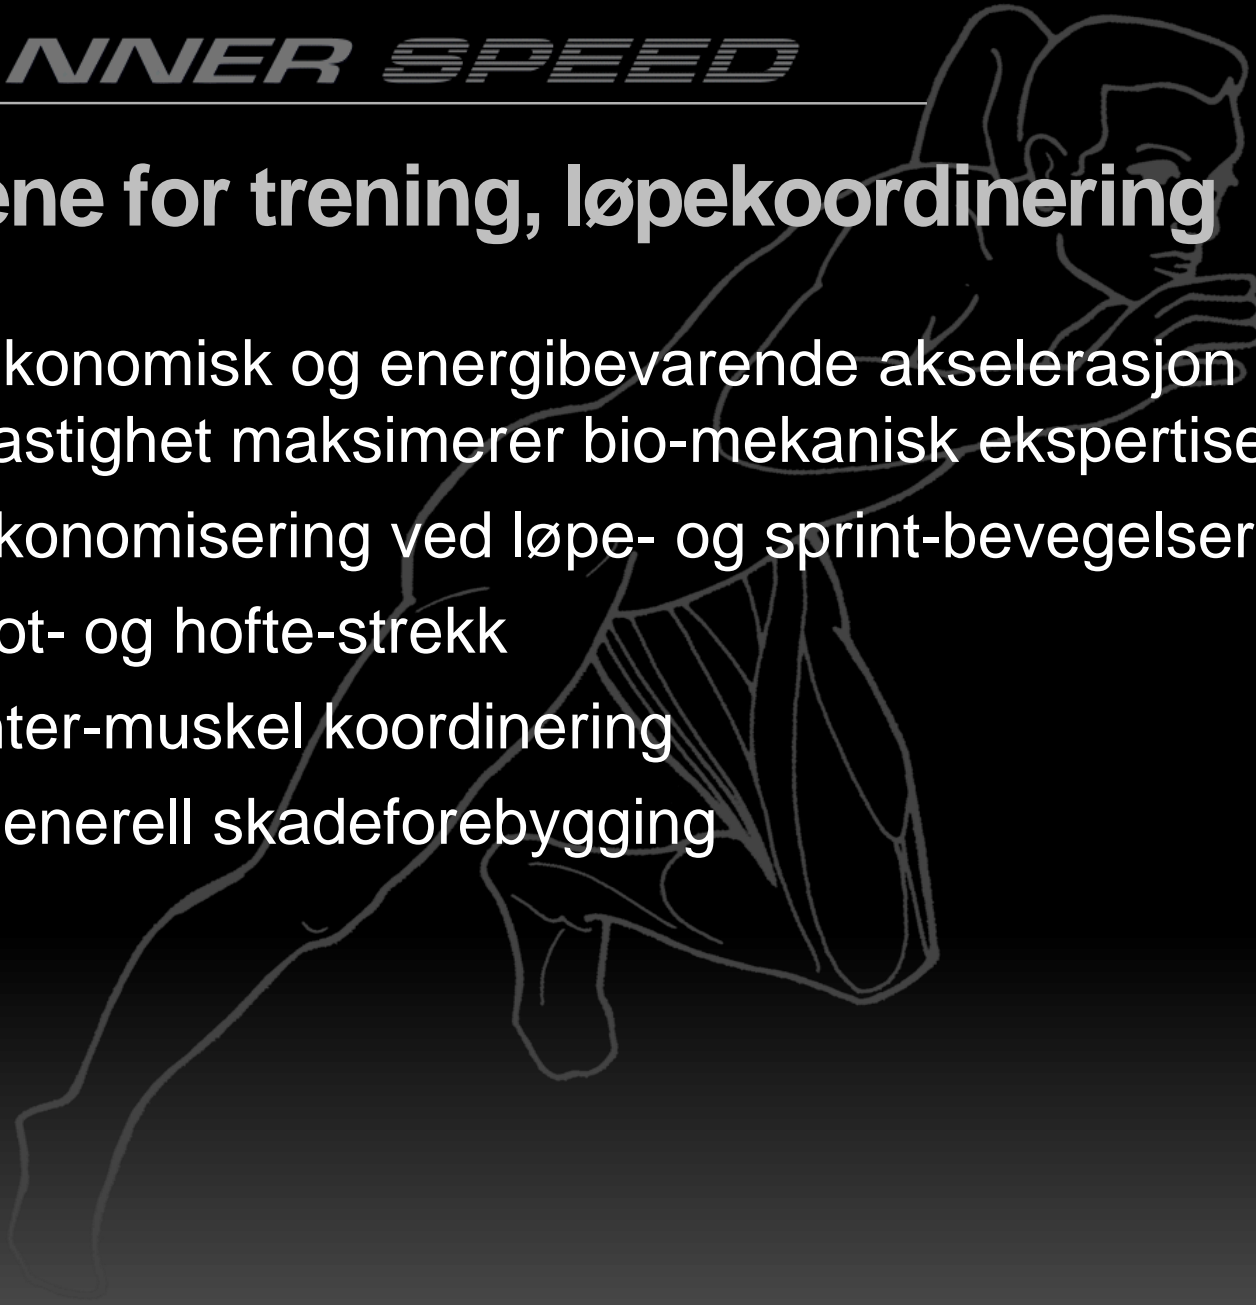 NNER SPEED
ene for trening, løpekoordinering
konomisk og energibevarende akselerasjon
astighet maksimerer bio-mekanisk ekspertise
konomisering ved løpe- og sprint-bevegelser
ot- og hofte-strekk
nter-muskel koordinering
enerell skadeforebygging